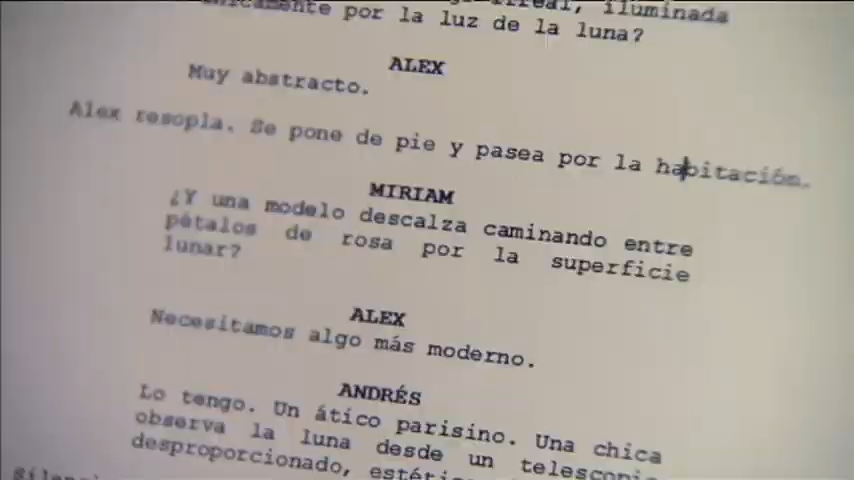 iluminada
por la luz de la luna?
ALEX
Muy abstracto.
Alex resopla. Se pone de pie y pasea por la habitación.
MIRIAM
¿Y una modelo descalza caminando entre
pétalos de rosa por la superficie
lunar?
ALEX
Necesitamos algo más moderno.
ANDRÉS
Lo tengo. Un ático parisino. Una chica
observa la luna desde un
desproporcionado,